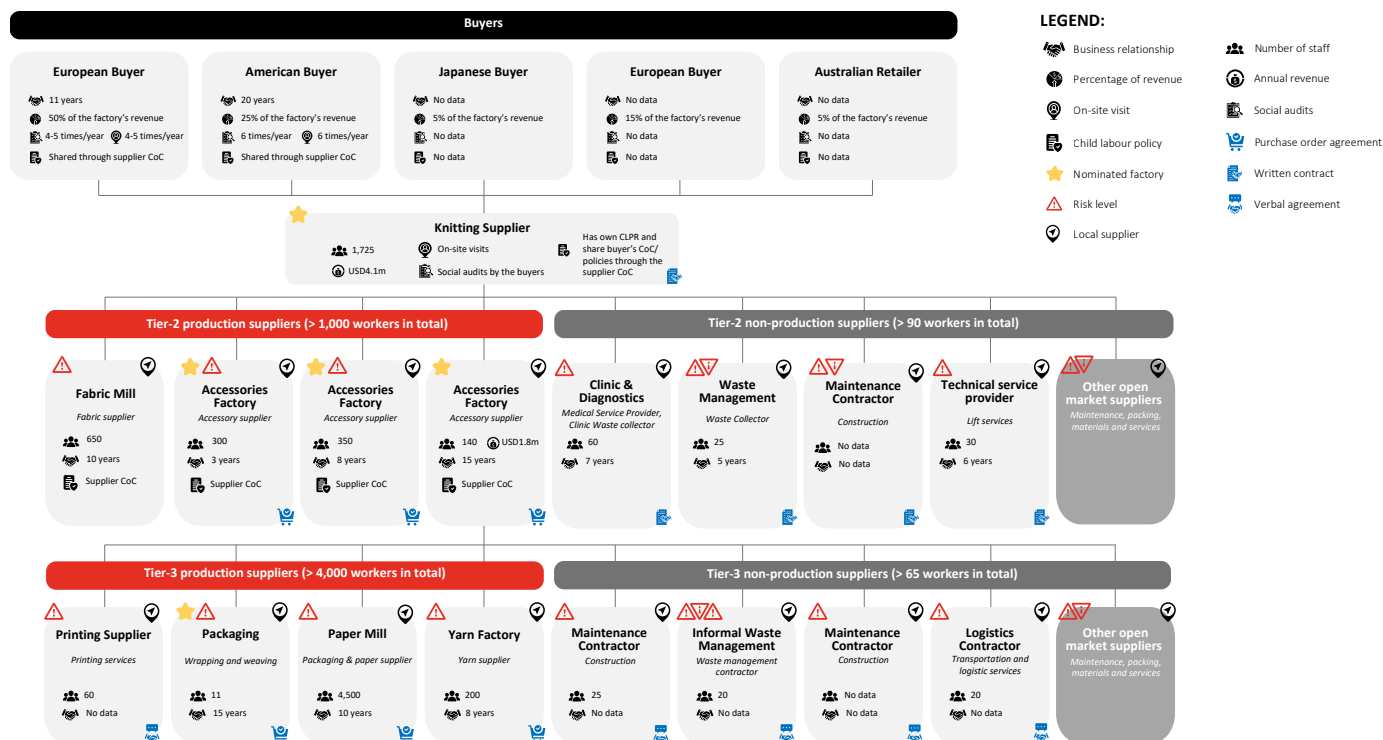 Buyers
LEGEND:
Business relationship
Number of staff
Percentage of revenue
Annual revenue
On-site visit
Social audits
Child labour policy
Purchase order agreement
Nominated factory
Written contract
Risk level
Verbal agreement
Local supplier
European Buyer
11 years
50% of the factory's revenue
4-5 times/year
4-5 times/year
Shared through supplier CoC
American Buyer
20 years
25% of the factory's revenue
6 times/year
6 times/year
Shared through supplier CoC
Japanese Buyer
No data
5% of the factory's revenue
No data
No data
European Buyer
No data
15% of the factory's revenue
No data
No data
Australian Retailer
No data
5% of the factory's revenue
No data
No data
Knitting Supplier
1,725
USD4.1m
On-site visits
Social audits by the buyers
Has own CLPR and
share buyer's CoC/
policies through the
supplier CoC
Tier-2 production suppliers (> 1,000 workers in total)
Tier-2 non-production suppliers (> 90 workers in total)
Fabric Mill
Fabric supplier
650
10 years
Supplier CoC
Accessories
Factory
Accessory supplier
300
3 years
Supplier CoC
Accessories
Factory
Accessory supplier
350
8 years
Supplier CoC
Accessories
Factory
Accessory supplier
140
USD1.8m
15 years
Supplier CoC
Clinic &
Diagnostics
Medical Service Provider,
Clinic Waste collector
60
7 years
Waste
Management
Waste Collector
25
5 years
Maintenance
Contractor
Construction
No data
No data
Technical service
provider
Lift services
30
6 years
Other open
market suppliers
Maintenance, packing,
materials and services
Tier-3 production suppliers (> 4,000 workers in total)
Tier-3 non-production suppliers (> 65 workers in total)
Printing Supplier
Printing services
60
No data
Packaging
Wrapping and weaving
11
15 years
Paper Mill
Packaging & paper supplier
4,500
10 years
Yarn Factory
Yarn supplier
200
8 years
Maintenance
Contractor
Construction
25
No data
Informal Waste
Management
Waste management
contractor
20
No data
Maintenance
Contractor
Construction
No data
No data
Logistics
Contractor
Transportation and
logistic services
20
No data
Other open
market suppliers
Maintenance, packing,
materials and services